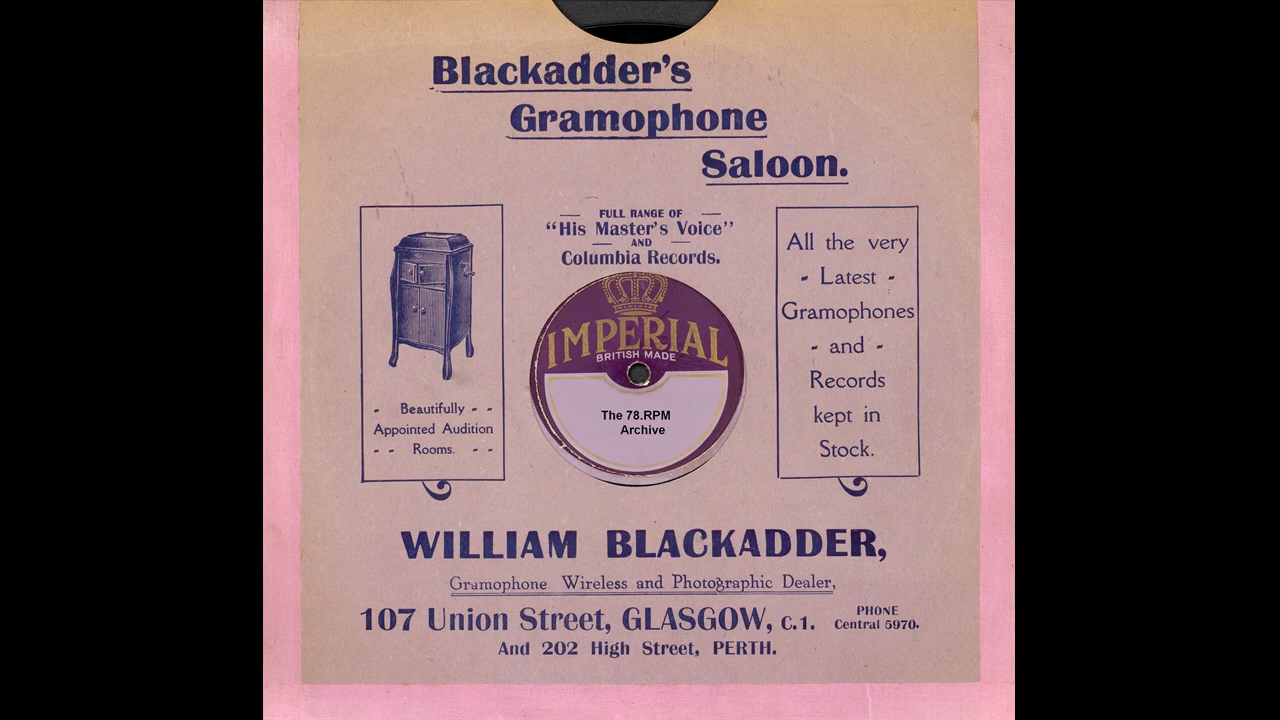 Blackadder's
Gramophone
Saloon.
FULL RANGE OF
"His Master's Voice"
AND
Columbia Records.
- Beautifully - -
Appointed Audition
- - Rooms. - -
IMPERIAL
BRITISH MADE
The 78.RPM
Archive
All the very
- Latest -
Gramophones
- and -
Records
kept in
Stock.
WILLIAM BLACKADDER,
Gramophone Wireless and Photographic Dealer,
107 Union Street, GLASGOW, C.1.
PHONE
Central 5970.
And 202 High Street, PERTH.